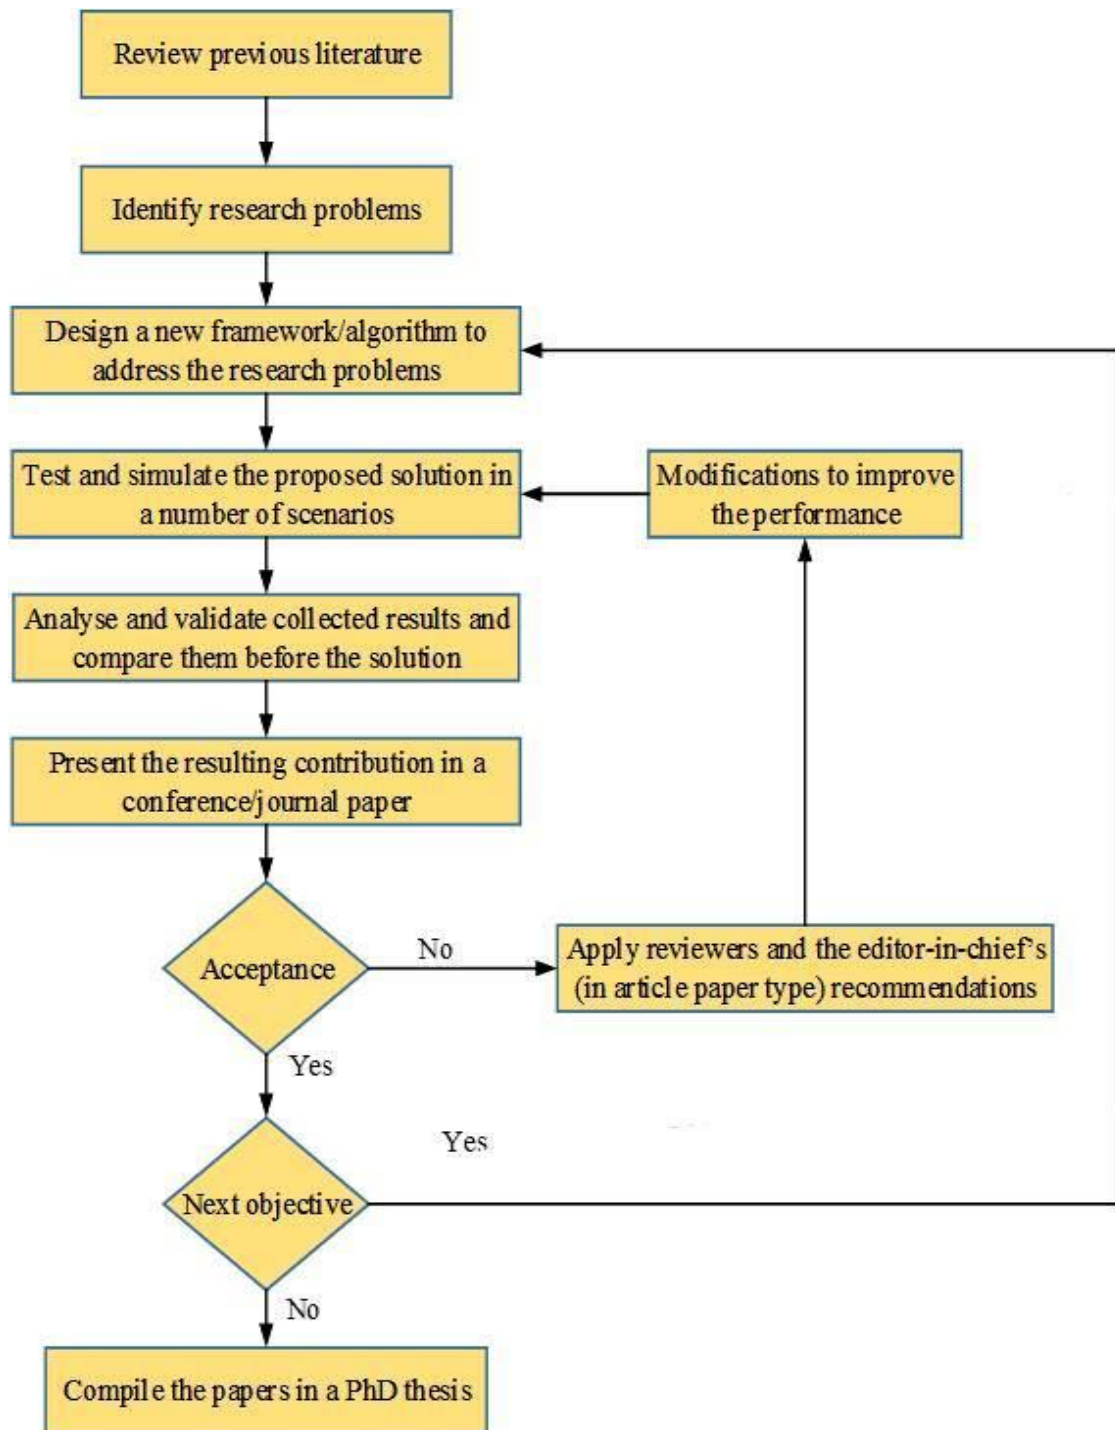 Review previous literature
Identify research problems
Design a new framework/algorithm to
address the research problems
Test and simulate the proposed solution in
a number of scenarios
Modifications to improve
the performance
Analyse and validate collected results and
compare them before the solution
Present the resulting contribution in a
conference/journal paper
Acceptance
No
Apply reviewers and the editor-in-chief's
(in article paper type) recommendations
Yes
Yes
Next objective
No
Compile the papers in a PhD thesis